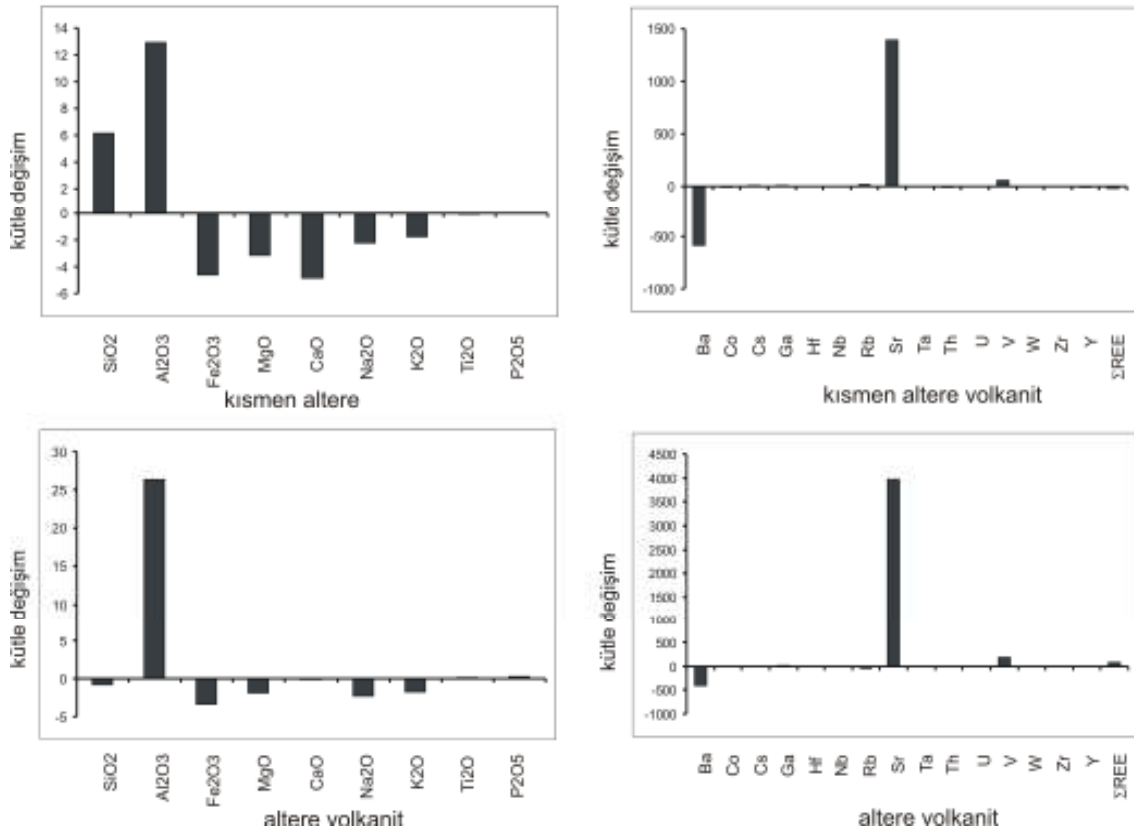 14
12
10
8
6
4
2
0
-2
-4
-6
kütle değişim
SiO2
Al2O3
Fe2O3
MgO
CaO
Na2O
K2O
Ti2O
P2O5
kısmen altere
1500
1000
500
0
-500
-1000
kütle değişim
Ba
Co
Cs
Ga
Hf
Nb
Rb
Sr
Ta
Th
U
V
W
Zr
Y
ΣREE
kısmen altere volkanit
30
25
20
15
10
5
0
-5
kütle değişim
SiO2
Al2O3
Fe2O3
MgO
CaO
Na2O
K2O
Ti2O
P2O5
altere volkanit
4500
4000
3500
3000
2500
2000
1500
1000
500
0
-500
-1000
kütle değişim
Ba
Co
Cs
Ga
Hf
Nb
Rb
Sr
Ta
Th
U
V
W
Zr
Y
ΣREE
altere volkanit